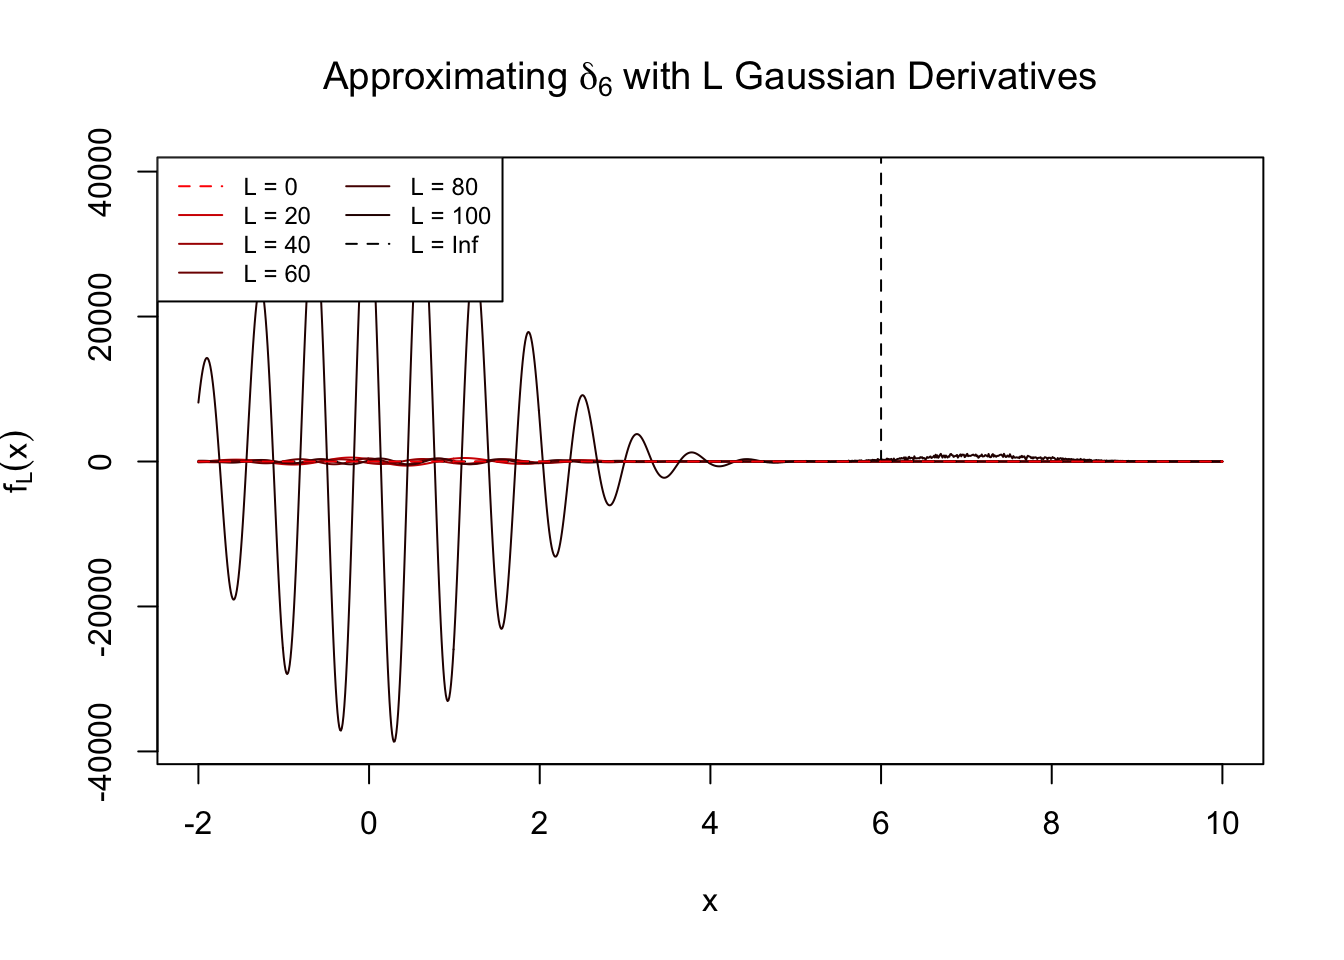 Approximating δ6 with L Gaussian Derivatives
fL(x)
40000
20000
0
-20000
-40000
L = 0
L = 20
L = 40
L = 60
L = 80
L = 100
L = Inf
-2 0 2 4 6 8 10
x